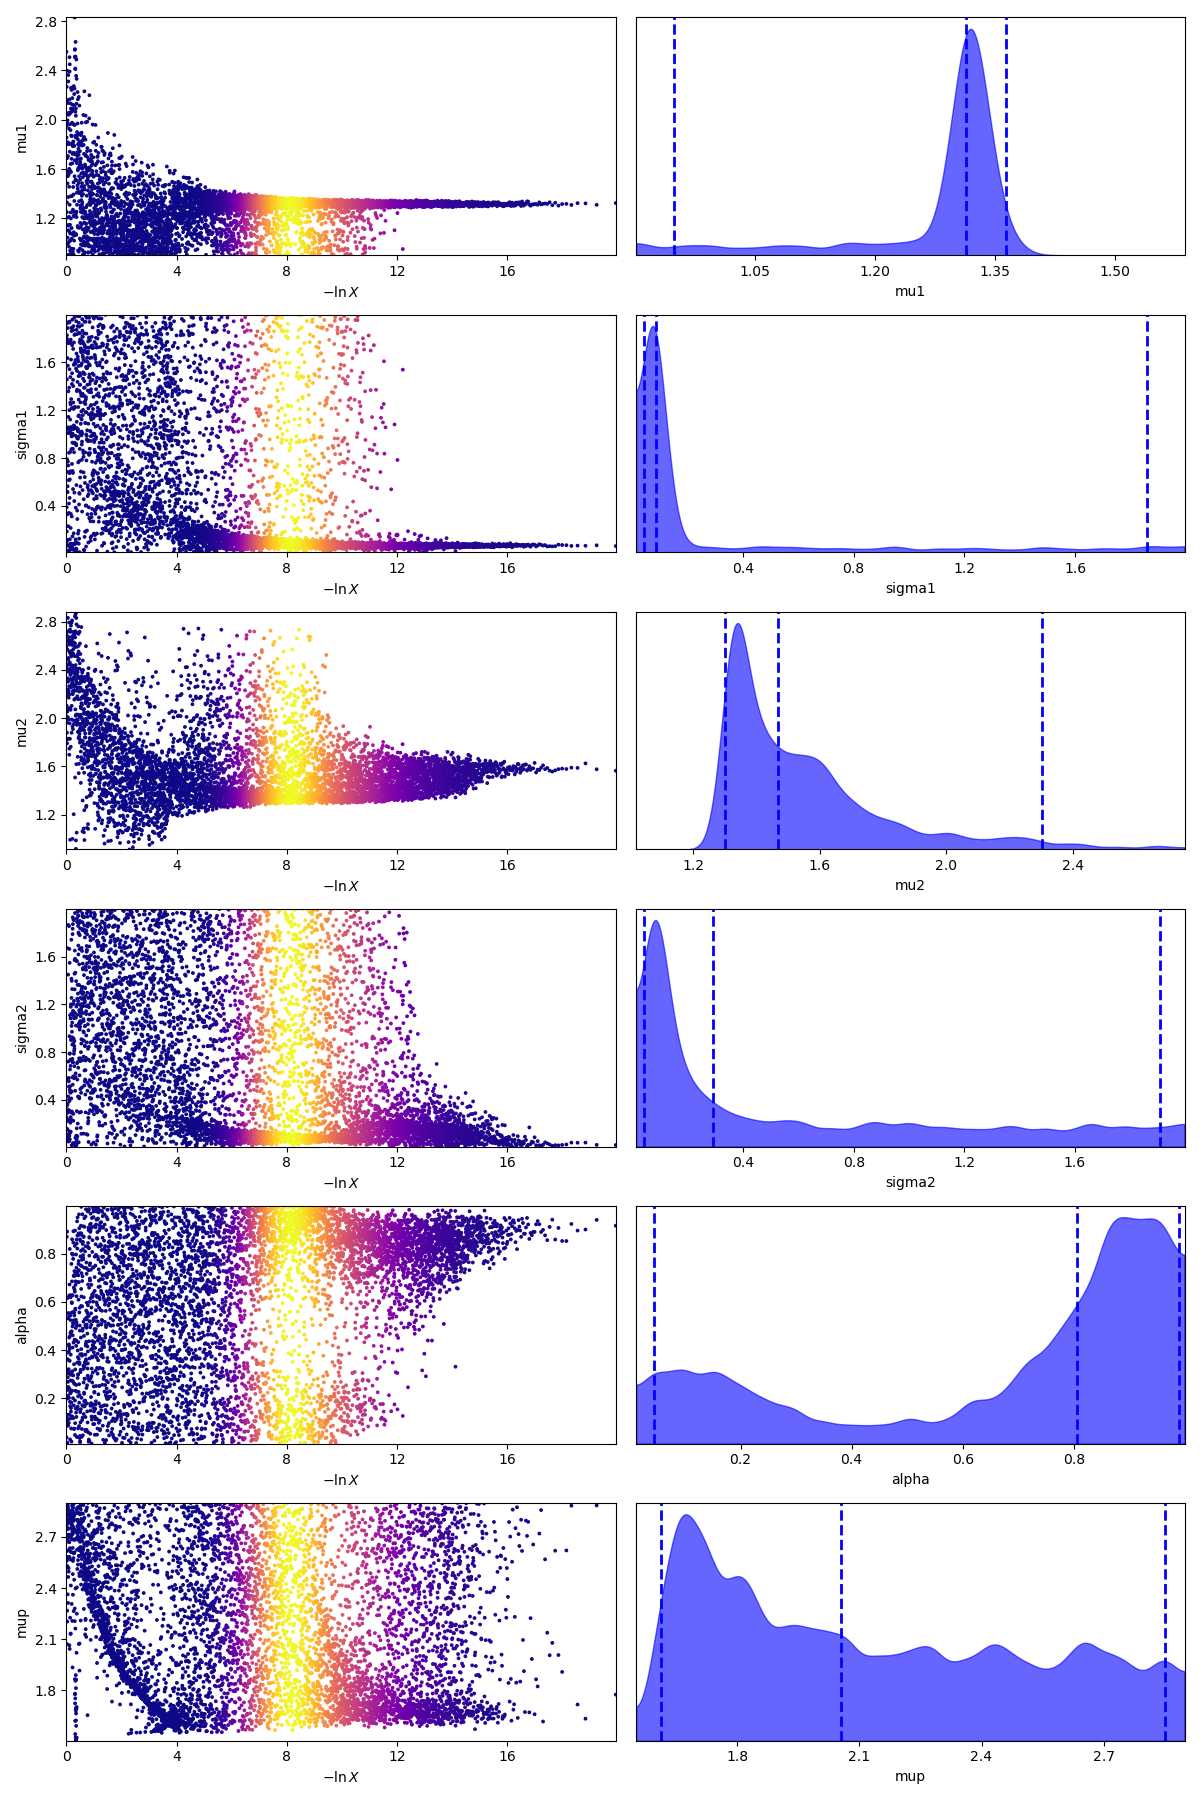 2.8
2.4
2.0
1.6
1.2
mu1
0 4 8 12 16
−ln X
1.05 1.20 1.35 1.50
mu1
1.6
1.2
0.8
0.4
sigma1
0 4 8 12 16
−ln X
0.4 0.8 1.2 1.6
sigma1
2.8
2.4
2.0
1.6
1.2
mu2
0 4 8 12 16
−ln X
1.2 1.6 2.0 2.4
mu2
1.6
1.2
0.8
0.4
sigma2
0 4 8 12 16
−ln X
0.4 0.8 1.2 1.6
sigma2
0.8
0.6
0.4
0.2
alpha
0 4 8 12 16
−ln X
0.2 0.4 0.6 0.8
alpha
2.7
2.4
2.1
1.8
mup
0 4 8 12 16
−ln X
1.8 2.1 2.4 2.7
mup